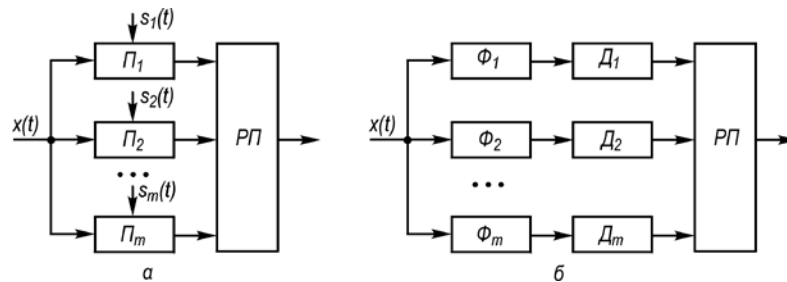 s₁(t)
x(t)
П₁
s₂(t)
П₂
• • •
sₘ(t)
Пₘ
РП
а
x(t)
Ф₁
Д₁
Ф₂
Д₂
• • •
Фₘ
Дₘ
РП
б